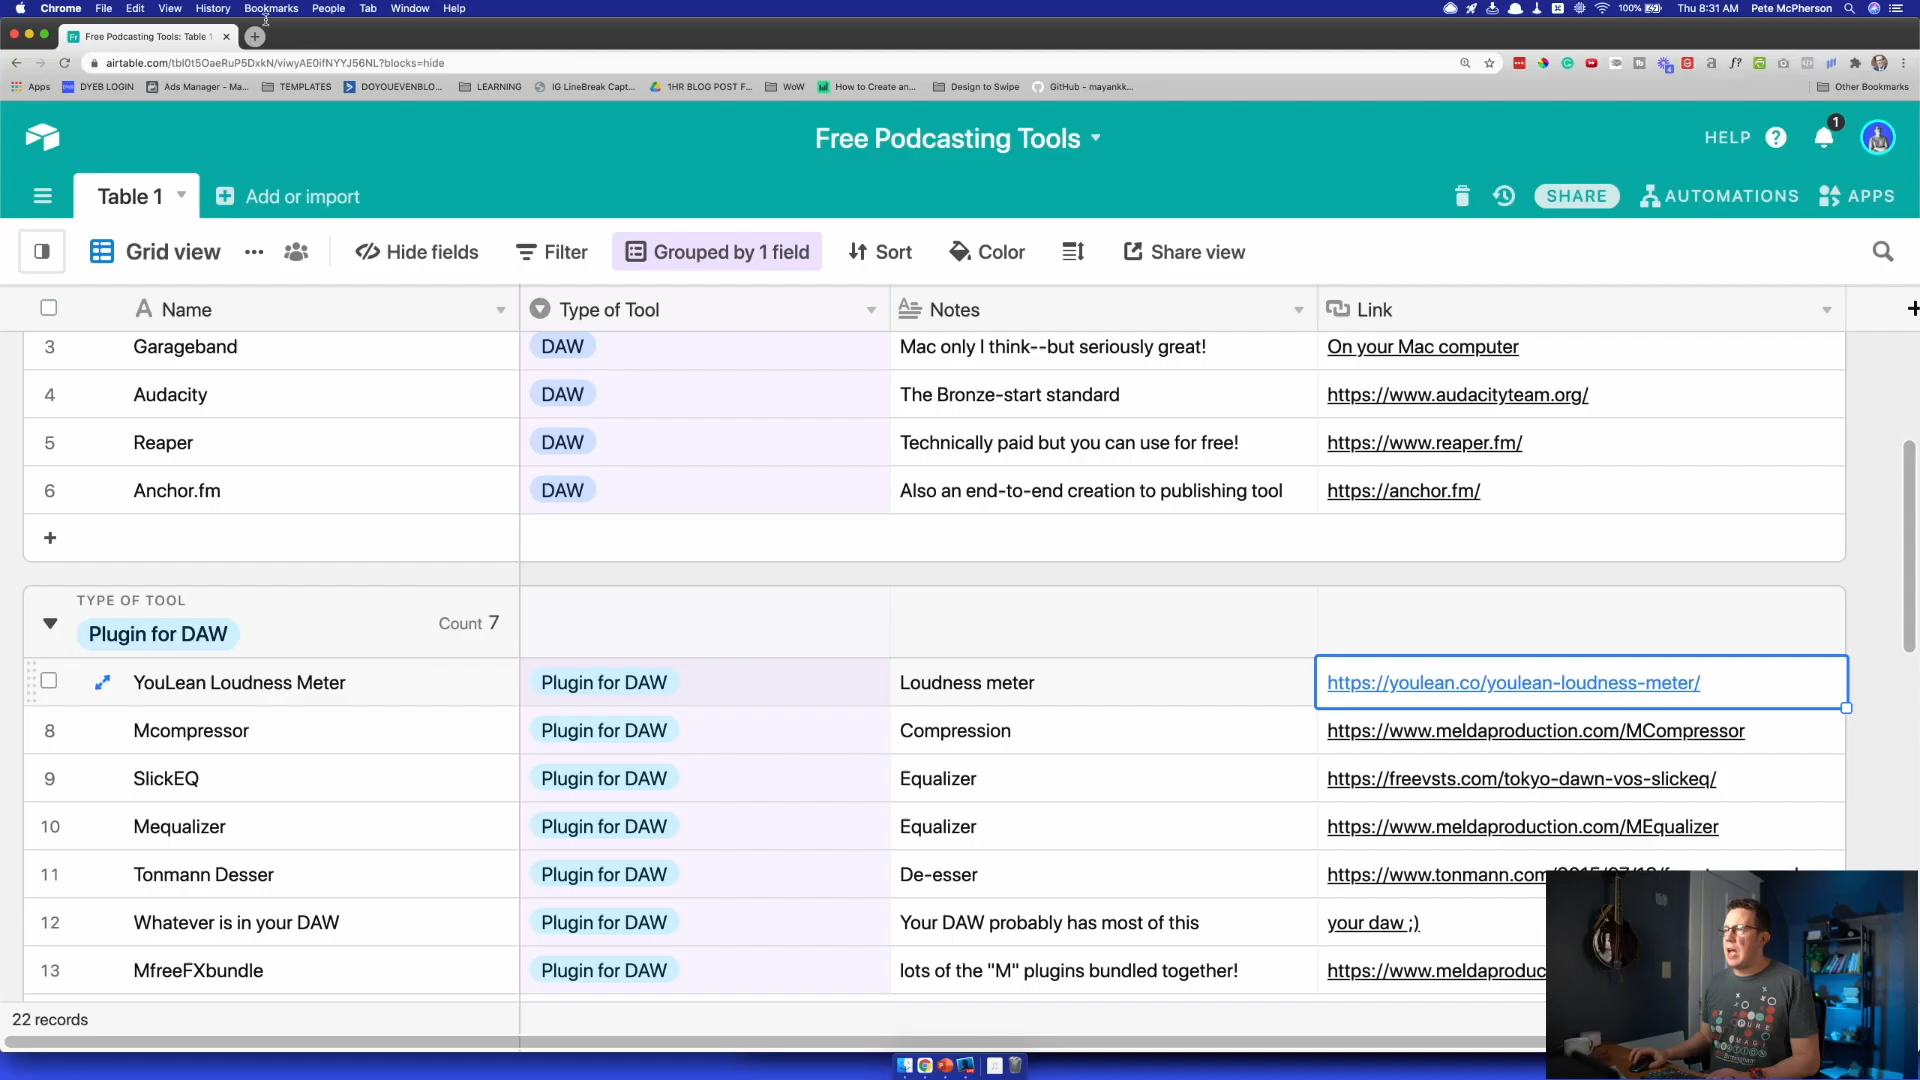 Chrome File Edit View History Bookmarks People Tab Window Help 100% Thu 8:31 AM Pete McPherson
Free Podcasting Tools: Table 1
airtable.com/tbl0t5OaeRuP5DxkN/viwyAE0ifNYYJ56NL?blocks=hide
Apps DYEB LOGIN Ads Manager - Ma... TEMPLATES DOYOUEVENBLO... LEARNING IG LineBreak Capt... 1HR BLOG POST F... WoW How to Create an... Design to Swipe GitHub - mayankk... Other Bookmarks
Free Podcasting Tools HELP 1
Table 1 Add or import SHARE AUTOMATIONS APPS
Grid view Hide fields Filter Grouped by 1 field Sort Color Share view
Name Type of Tool Notes Link
3 Garageband DAW Mac only I think--but seriously great! On your Mac computer
4 Audacity DAW The Bronze-start standard https://www.audacityteam.org/
5 Reaper DAW Technically paid but you can use for free! https://www.reaper.fm/
6 Anchor.fm DAW Also an end-to-end creation to publishing tool https://anchor.fm/
TYPE OF TOOL
Plugin for DAW Count 7
YouLean Loudness Meter Plugin for DAW Loudness meter https://youlean.co/youlean-loudness-meter/
8 Mcompressor Plugin for DAW Compression https://www.meldaproduction.com/MCompressor
9 SlickEQ Plugin for DAW Equalizer https://freevsts.com/tokyo-dawn-vos-slickeq/
10 Mequalizer Plugin for DAW Equalizer https://www.meldaproduction.com/MEqualizer
11 Tonmann Desser Plugin for DAW De-esser https://www.tonmann.com
12 Whatever is in your DAW Plugin for DAW Your DAW probably has most of this your daw ;)
13 MfreeFXbundle Plugin for DAW lots of the "M" plugins bundled together! https://www.meldaproduc
22 records